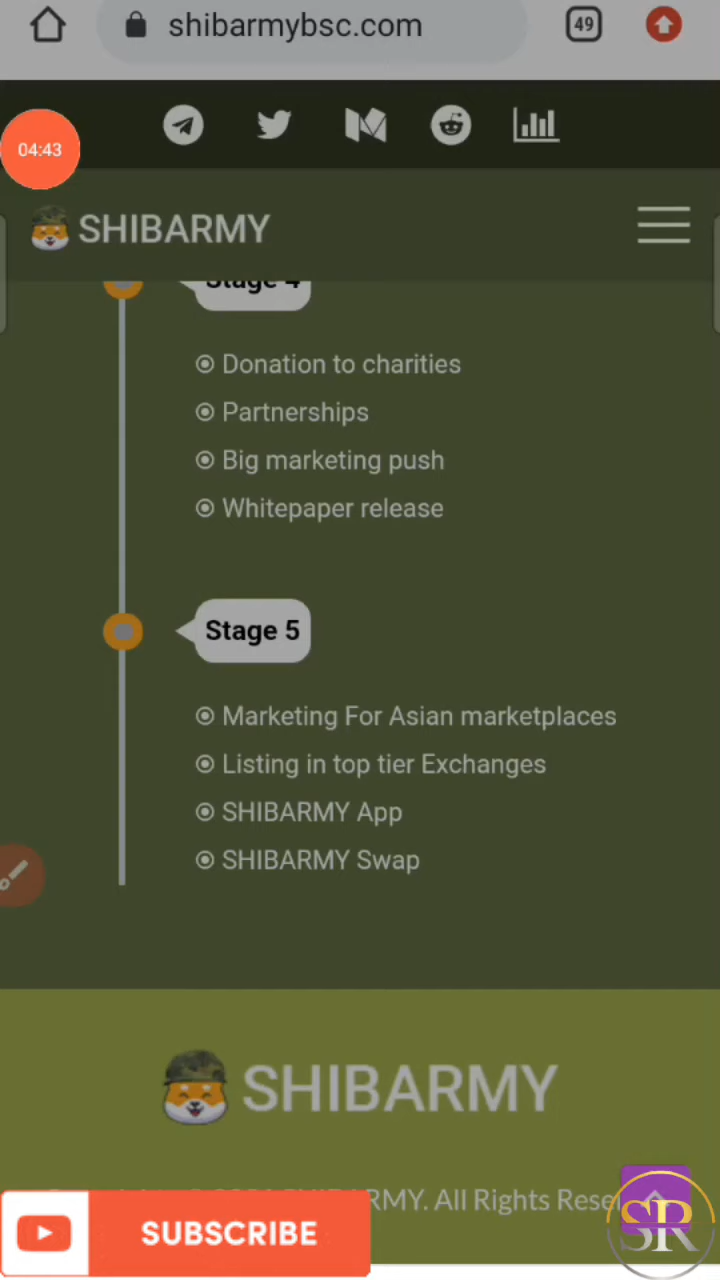 shibarmybsc.com
49
04:43
SHIBARMY
Stage 4
Donation to charities
Partnerships
Big marketing push
Whitepaper release
Stage 5
Marketing For Asian marketplaces
Listing in top tier Exchanges
SHIBARMY App
SHIBARMY Swap
SHIBARMY
RMY. All Rights Rese
SUBSCRIBE
SR